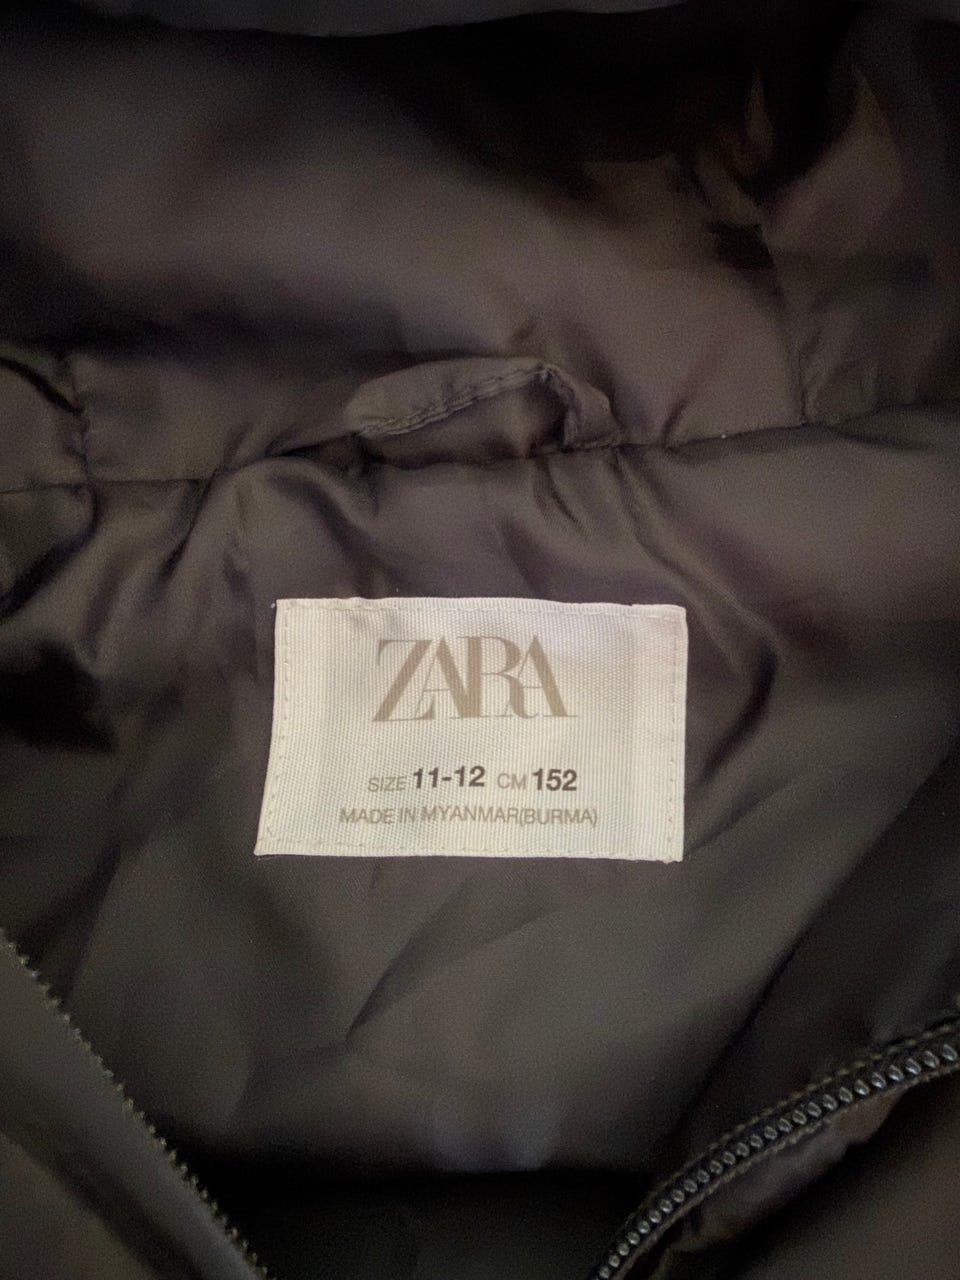 ZARA
SIZE 11-12 CM 152
MADE IN MYANMAR(BURMA)